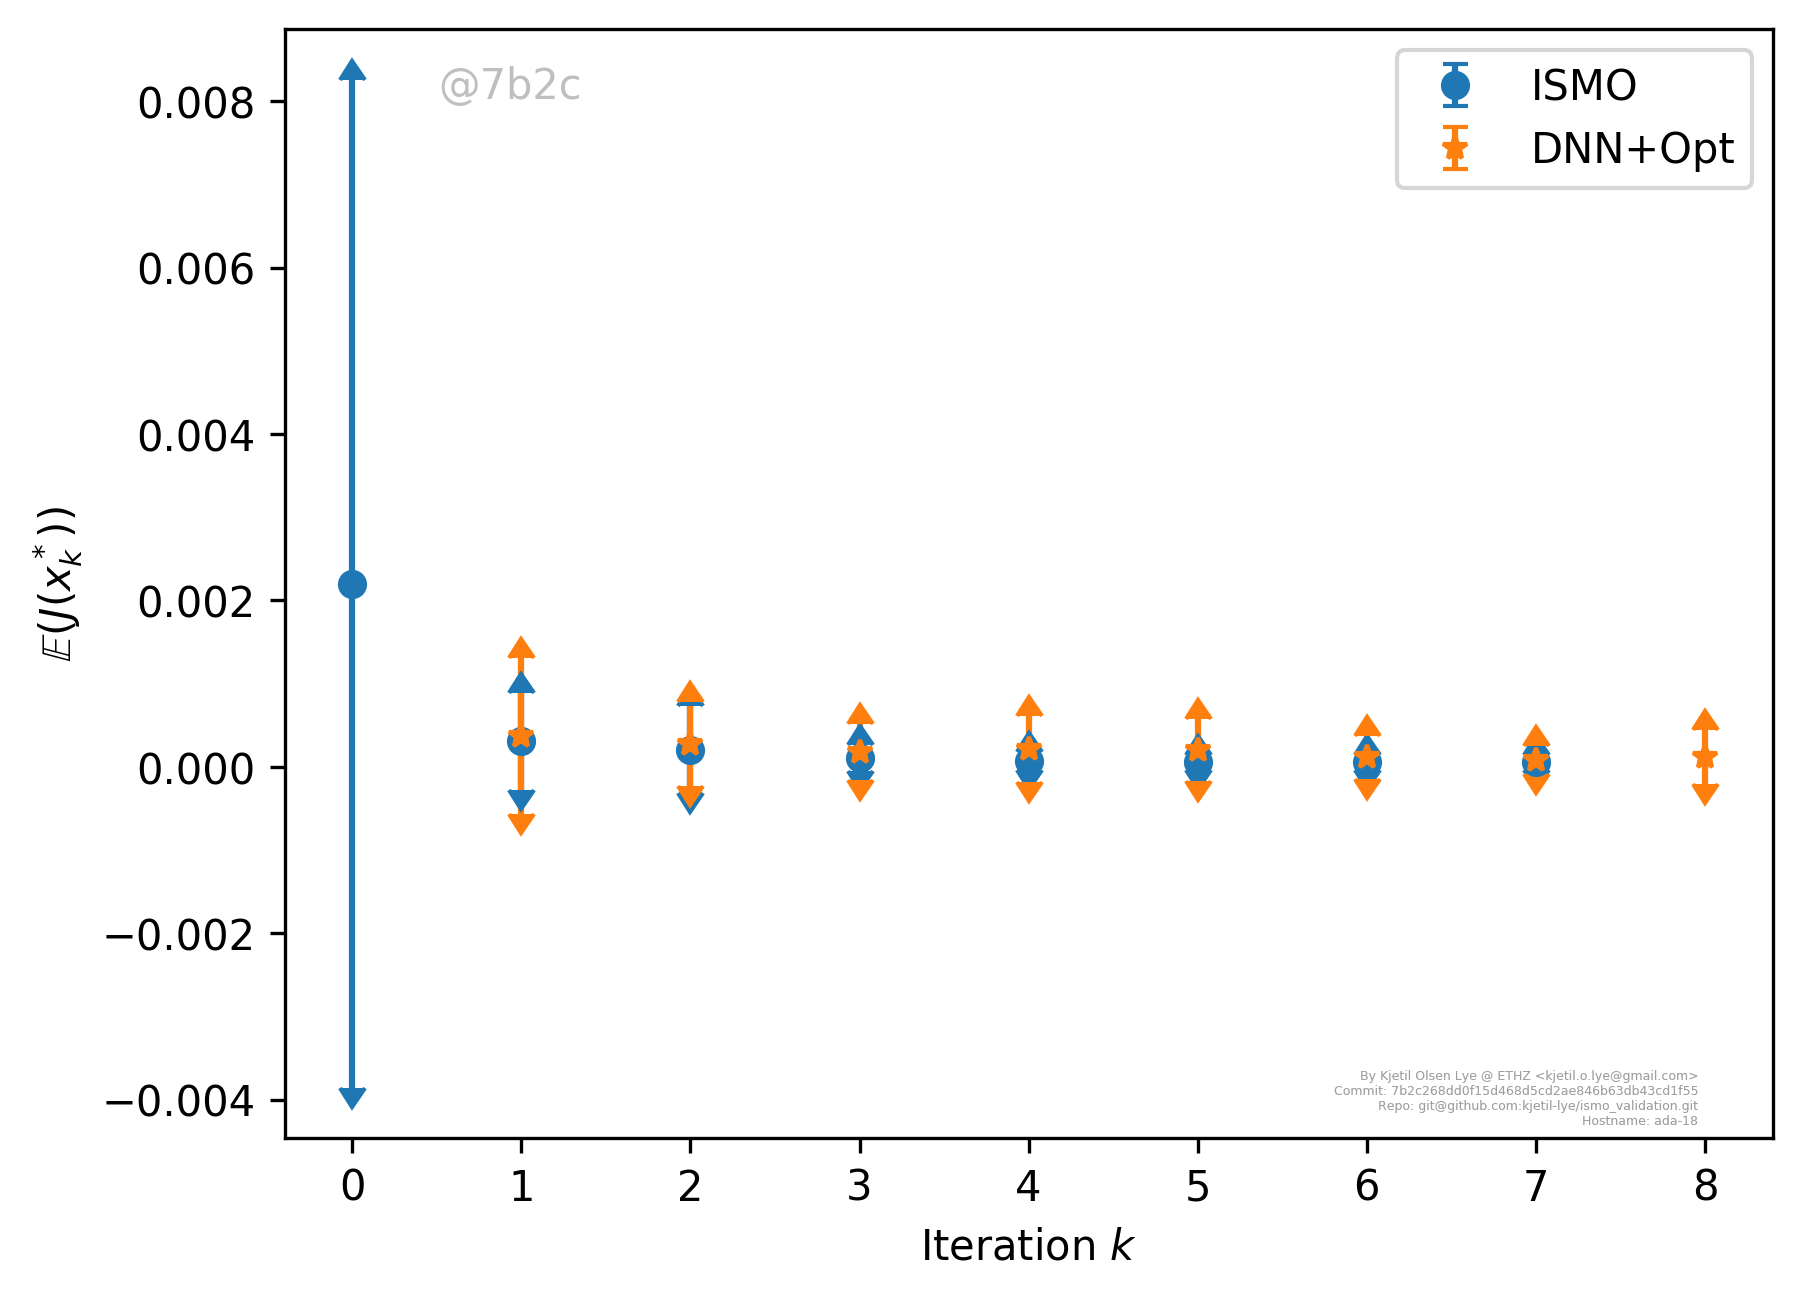 @7b2c
ISMO
DNN+Opt
0.008
0.006
0.004
0.002
0.000
−0.002
−0.004
𝔼(J(x*k))
By Kjetil Olsen Lye @ ETHZ <kjetil.o.lye@gmail.com>
Commit: 7b2c268dd0f15d468d5cd2ae846b63db43cd1f55
Repo: git@github.com:kjetil-lye/ismo_validation.git
Hostname: ada-18
0 1 2 3 4 5 6 7 8
Iteration k